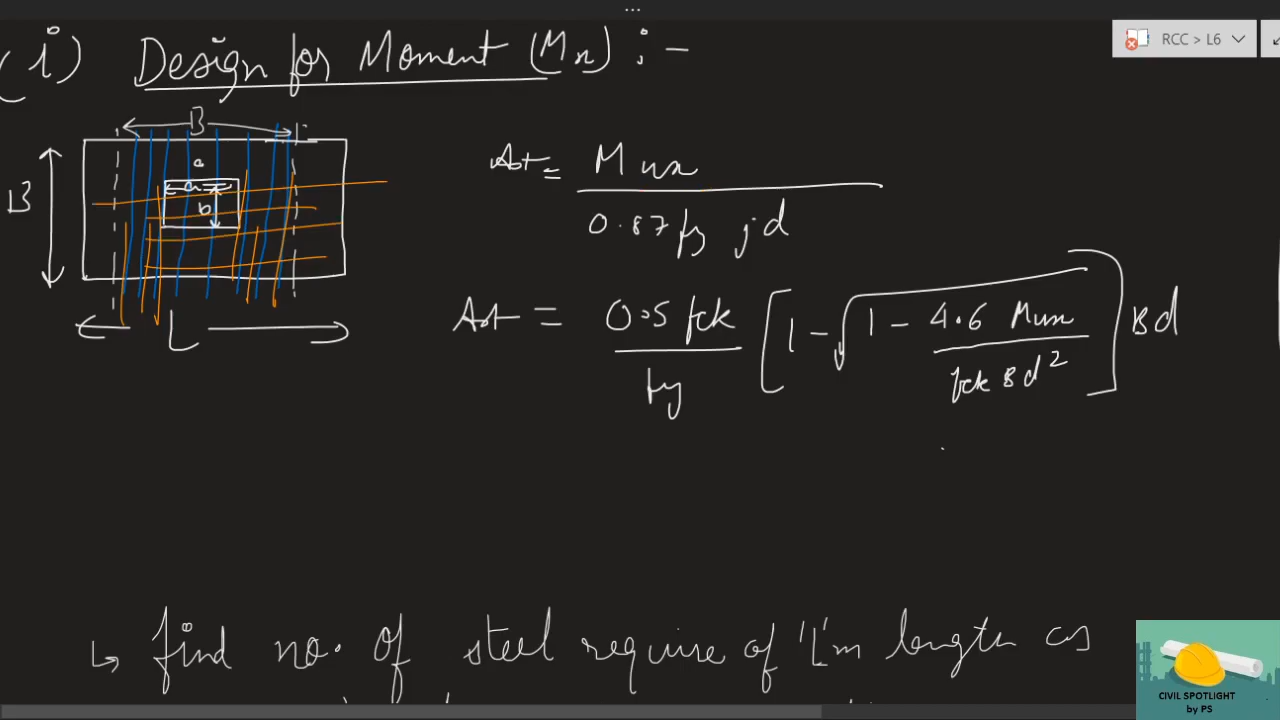 ...
RCC > L6
(i) Design for Moment (Mx) :-
B
B
a
a
b
L
Ast = Mux / 0.87 fy jd
Ast = 0.5 fck / fy [1 - √1 - 4.6 Mux / fck B d²] Bd
↳ find no. of steel require of 'L'm length as
CIVIL SPOTLIGHT
by PS